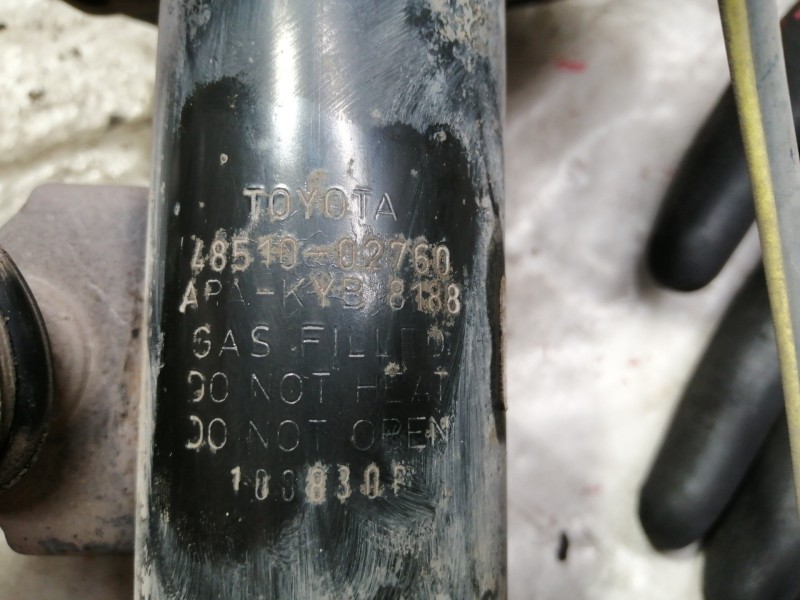 TOYOTA
48510-02760
APA-KYB 8188
GAS FILLED
DO NOT HEAT
DO NOT OPEN